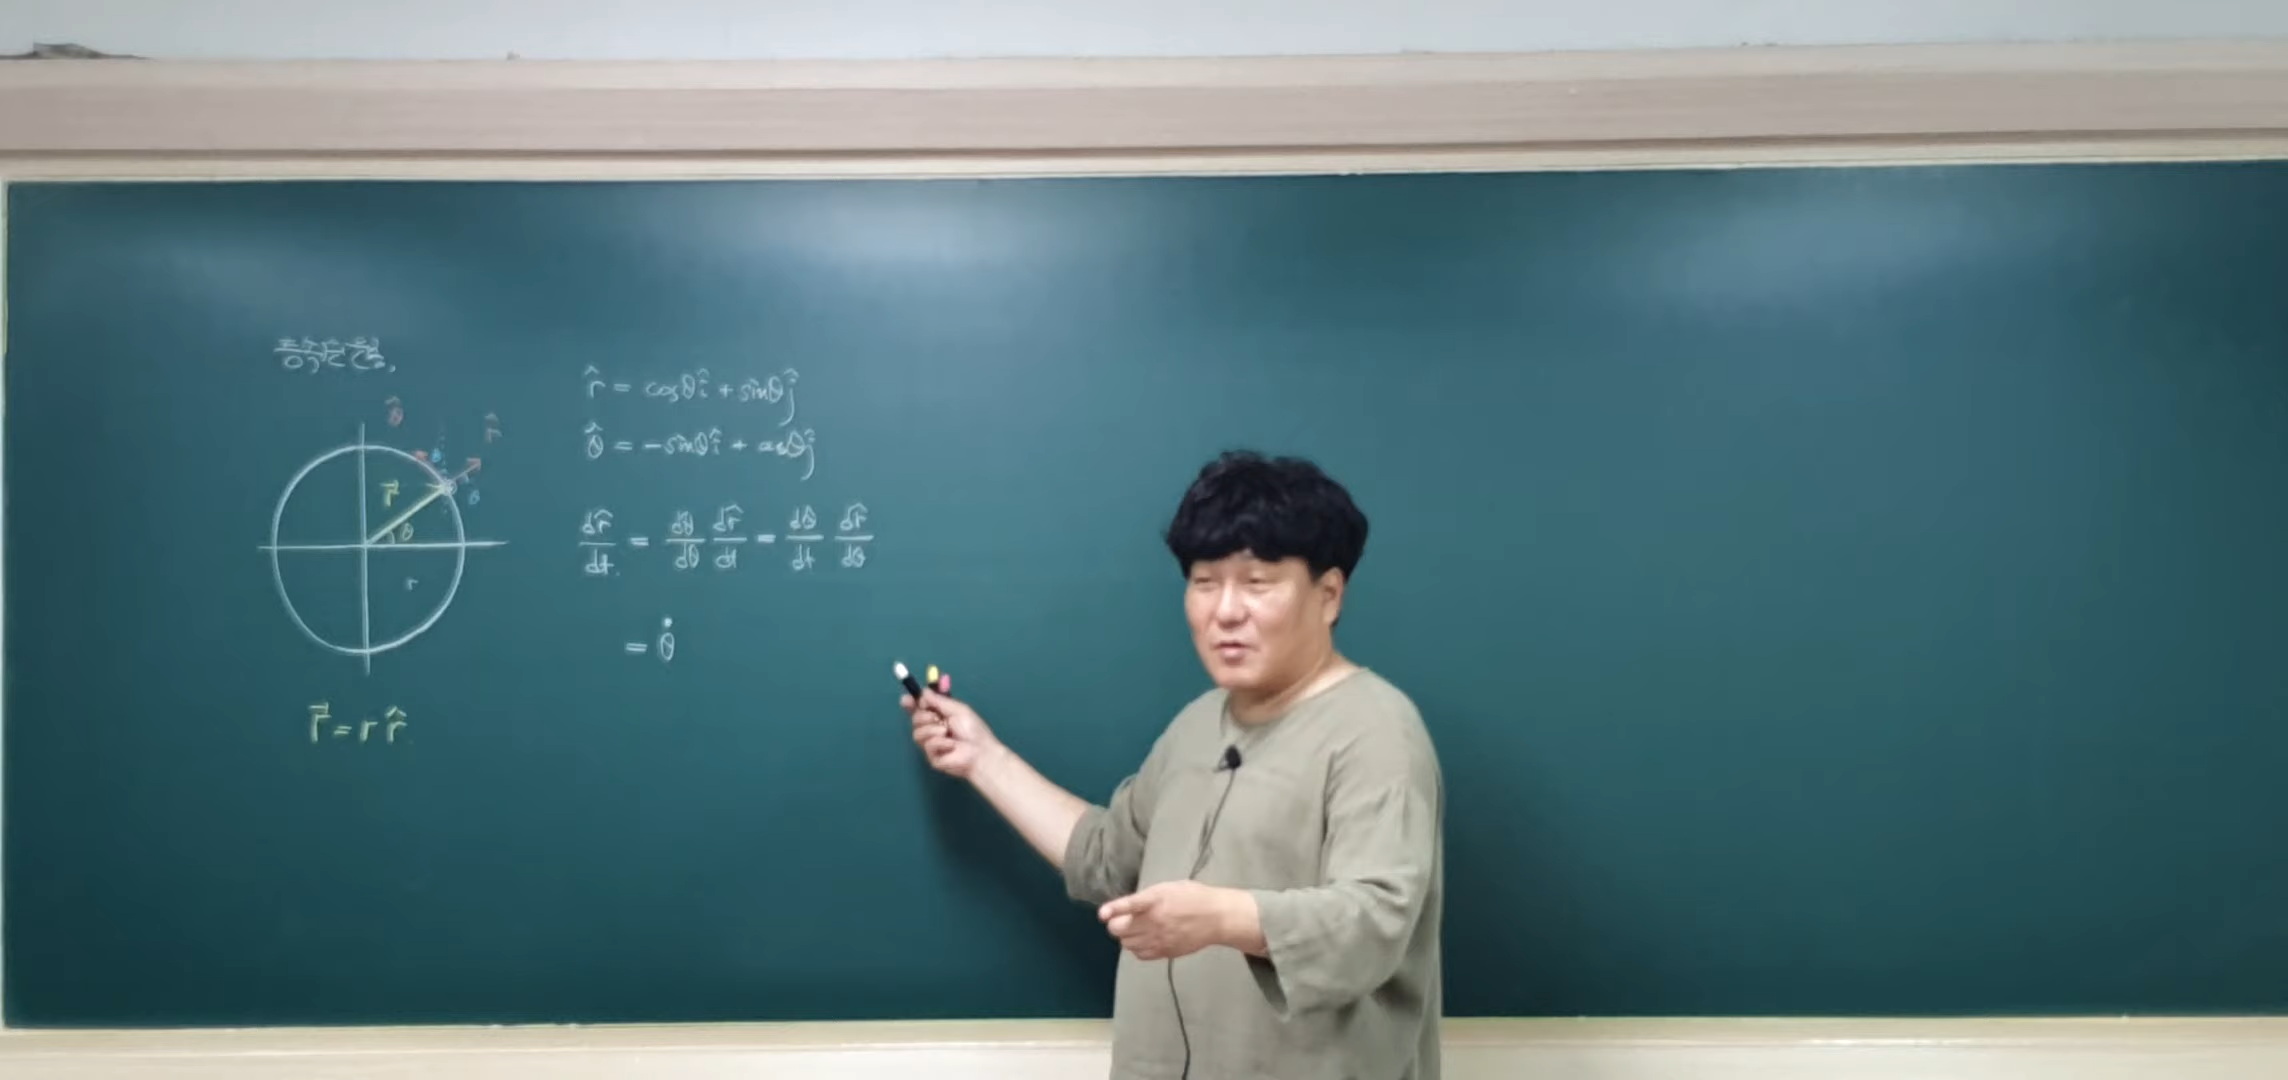 등속원운동.
θ̂
r̂
θ
r⃗
θ
θ
r
r⃗ = r r̂
r̂ = cosθ î + sinθ ĵ
θ̂ = -sinθ î + cosθ ĵ
dr̂/dt = dθ/dθ dr̂/dt = dθ/dt dr̂/dθ
= θ̇